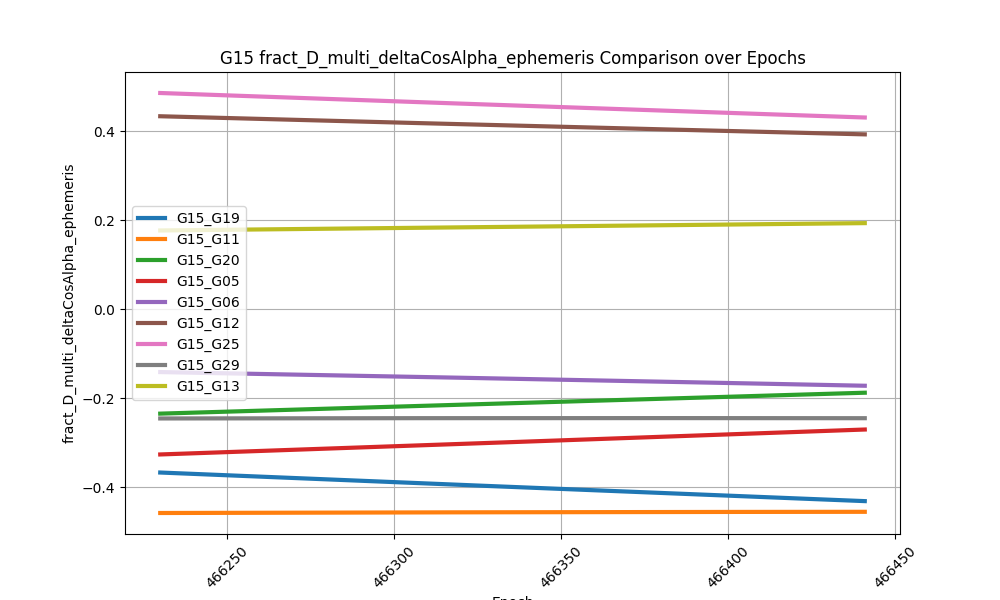 G15 fract_D_multi_deltaCosAlpha_ephemeris Comparison over Epochs
fract_D_multi_deltaCosAlpha_ephemeris
0.4
0.2
0.0
−0.2
−0.4
G15_G19
G15_G11
G15_G20
G15_G05
G15_G06
G15_G12
G15_G25
G15_G29
G15_G13
466250
466300
466350
466400
466450
Epoch